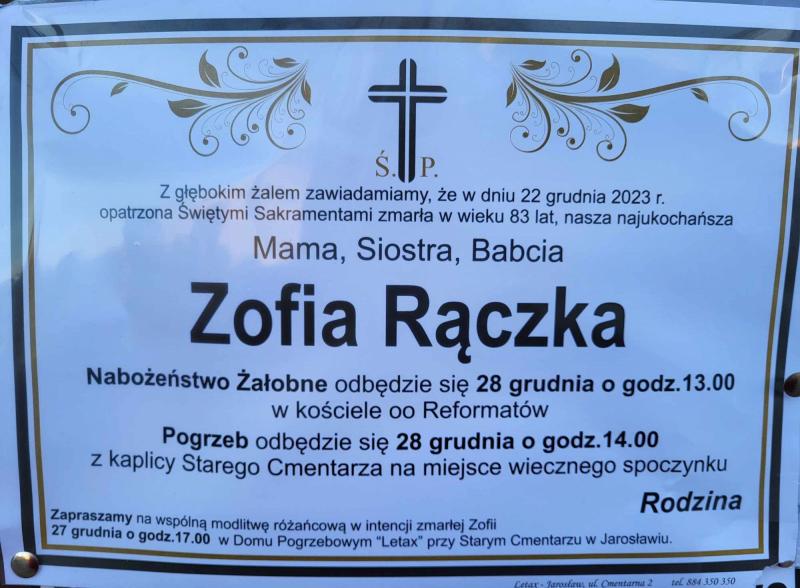 Ś. P.
Z głębokim żalem zawiadamiamy, że w dniu 22 grudnia 2023 r.
opatrzona Świętymi Sakramentami zmarła w wieku 83 lat, nasza najukochańsza
Mama, Siostra, Babcia
Zofia Rączka
Nabożeństwo Żałobne odbędzie się 28 grudnia o godz.13.00
w kościele oo Reformatów
Pogrzeb odbędzie się 28 grudnia o godz.14.00
z kaplicy Starego Cmentarza na miejsce wiecznego spoczynku
Rodzina
Zapraszamy na wspólną modlitwę różańcową w intencji zmarłej Zofii
27 grudnia o godz.17.00 w Domu Pogrzebowym “Letax” przy Starym Cmentarzu w Jarosławiu.
Letax - Jarosław, ul. Cmentarna 2 tel. 884 350 350